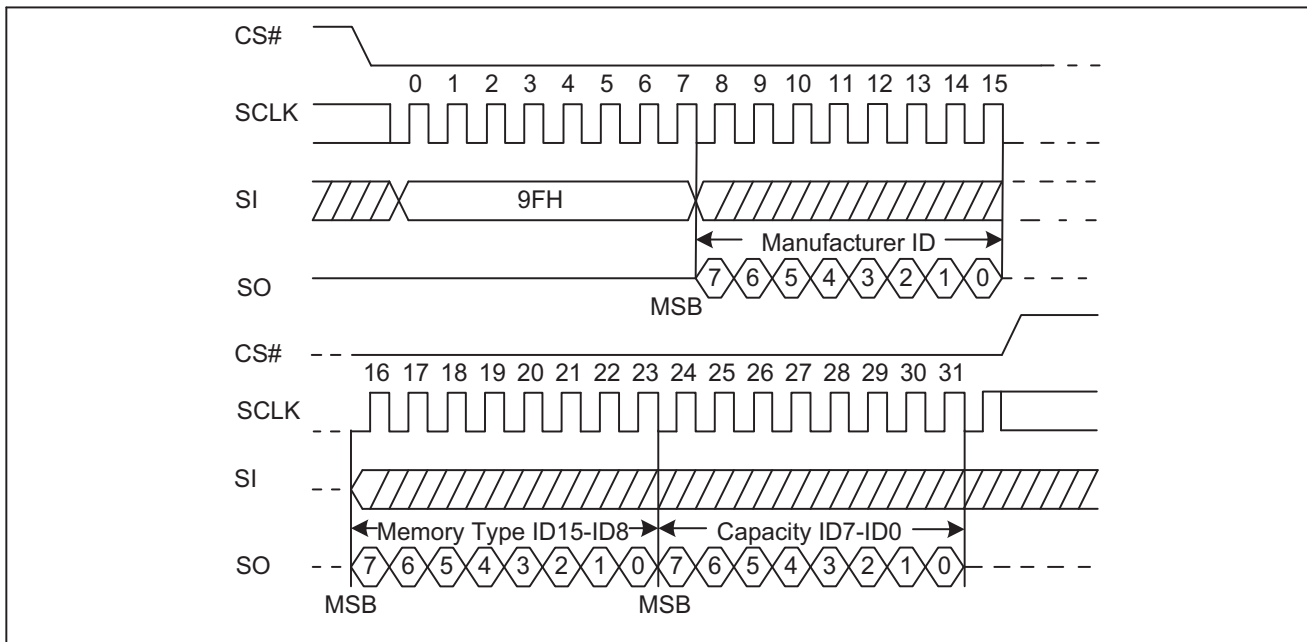 CS#
0 1 2 3 4 5 6 7 8 9 10 11 12 13 14 15
SCLK
SI
9FH
Manufacturer ID
SO
7 6 5 4 3 2 1 0
MSB
CS#
16 17 18 19 20 21 22 23 24 25 26 27 28 29 30 31
SCLK
SI
Memory Type ID15-ID8 Capacity ID7-ID0
SO
7 6 5 4 3 2 1 0 7 6 5 4 3 2 1 0
MSB MSB